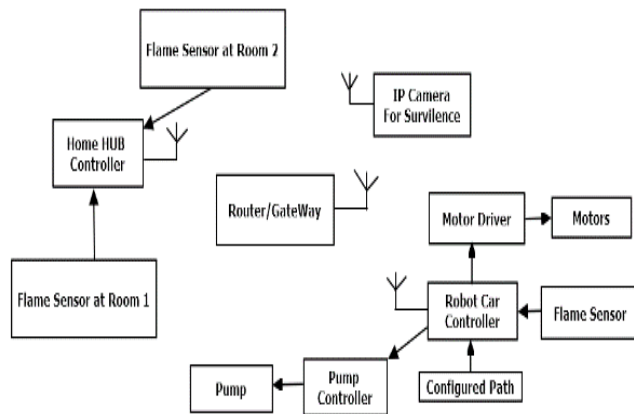 Flame Sensor at Room 2
IP Camera
For Survilence
Home HUB
Controller
Router/GateWay
Motor Driver
Motors
Flame Sensor at Room 1
Robot Car
Controller
Flame Sensor
Pump
Pump
Controller
Configured Path